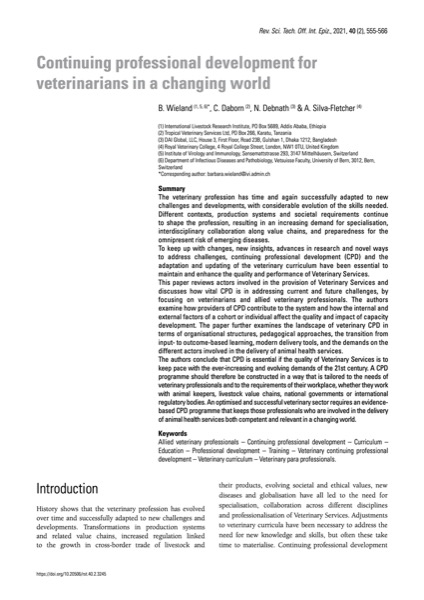 Rev. Sci. Tech. Off. Int. Epiz., 2021, 40 (2), 555-566
Continuing professional development for
veterinarians in a changing world
B. Wieland (1, 5, 6)*, C. Daborn (2), N. Debnath (3) & A. Silva-Fletcher (4)
(1) International Livestock Research Institute, PO Box 5689, Addis Ababa, Ethiopia
(2) Tropical Veterinary Services Ltd, PO Box 268, Karatu, Tanzania
(3) DAI Global, LLC, House 3, First Floor, Road 23B, Gulshan 1, Dhaka 1212, Bangladesh
(4) Royal Veterinary College, 4 Royal College Street, London, NW1 0TU, United Kingdom
(5) Institute of Virology and Immunology, Sensemattstrasse 293, 3147 Mittelhäusern, Switzerland
(6) Department of Infectious Diseases and Pathobiology, Vetsuisse Faculty, University of Bern, 3012, Bern,
Switzerland
*Corresponding author: barbara.wieland@ivi.admin.ch
Summary
The veterinary profession has time and again successfully adapted to new
challenges and developments, with considerable evolution of the skills needed.
Different contexts, production systems and societal requirements continue
to shape the profession, resulting in an increasing demand for specialisation,
interdisciplinary collaboration along value chains, and preparedness for the
omnipresent risk of emerging diseases.
To keep up with changes, new insights, advances in research and novel ways
to address challenges, continuing professional development (CPD) and the
adaptation and updating of the veterinary curriculum have been essential to
maintain and enhance the quality and performance of Veterinary Services.
This paper reviews actors involved in the provision of Veterinary Services and
discusses how vital CPD is in addressing current and future challenges, by
focusing on veterinarians and allied veterinary professionals. The authors
examine how providers of CPD contribute to the system and how the internal and
external factors of a cohort or individual affect the quality and impact of capacity
development. The paper further examines the landscape of veterinary CPD in
terms of organisational structures, pedagogical approaches, the transition from
input- to outcome-based learning, modern delivery tools, and the demands on the
different actors involved in the delivery of animal health services.
The authors conclude that CPD is essential if the quality of Veterinary Services is to
keep pace with the ever-increasing and evolving demands of the 21st century. A CPD
programme should therefore be constructed in a way that is tailored to the needs of
veterinary professionals and to the requirements of their workplace, whether they work
with animal keepers, livestock value chains, national governments or international
regulatory bodies. An optimised and successful veterinary sector requires an evidence-
based CPD programme that keeps those professionals who are involved in the delivery
of animal health services both competent and relevant in a changing world.
Keywords
Allied veterinary professionals – Continuing professional development – Curriculum –
Education – Professional development – Training – Veterinary continuing professional
development – Veterinary curriculum – Veterinary para professionals.
Introduction
History shows that the veterinary profession has evolved
over time and successfully adapted to new challenges and
developments. Transformations in production systems
and related value chains, increased regulation linked
to the growth in cross-border trade of livestock and
their products, evolving societal and ethical values, new
diseases and globalisation have all led to the need for
specialisation, collaboration across different disciplines
and professionalisation of Veterinary Services. Adjustments
to veterinary curricula have been necessary to address the
need for new knowledge and skills, but often these take
time to materialise. Continuing professional development
https://doi.org/10.20506/rst.40.2.3245